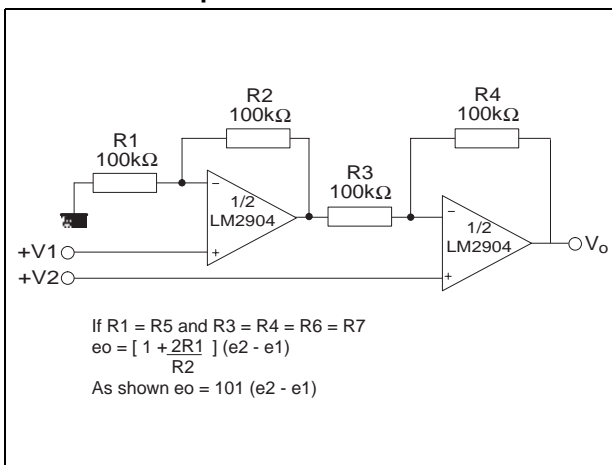 R2
100kΩ
R4
100kΩ
R1
100kΩ
R3
100kΩ
1/2
LM2904
1/2
LM2904
+V1
+V2
Vo
If R1 = R5 and R3 = R4 = R6 = R7
eo = [ 1 + 2R1 ] (e2 - e1)
R2
As shown eo = 101 (e2 - e1)